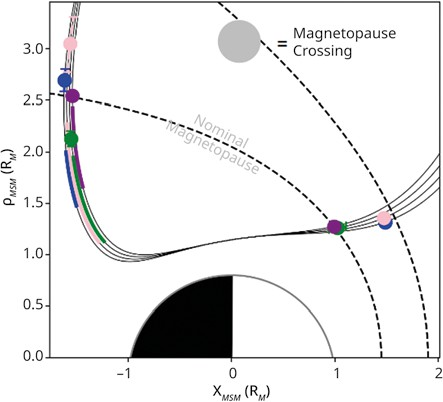 = Magnetopause
Crossing
Nominal
Magnetopause
ρMSM (RM)
3.0
2.5
2.0
1.5
1.0
0.5
0.0
−1
0
1
2
XMSM (RM)